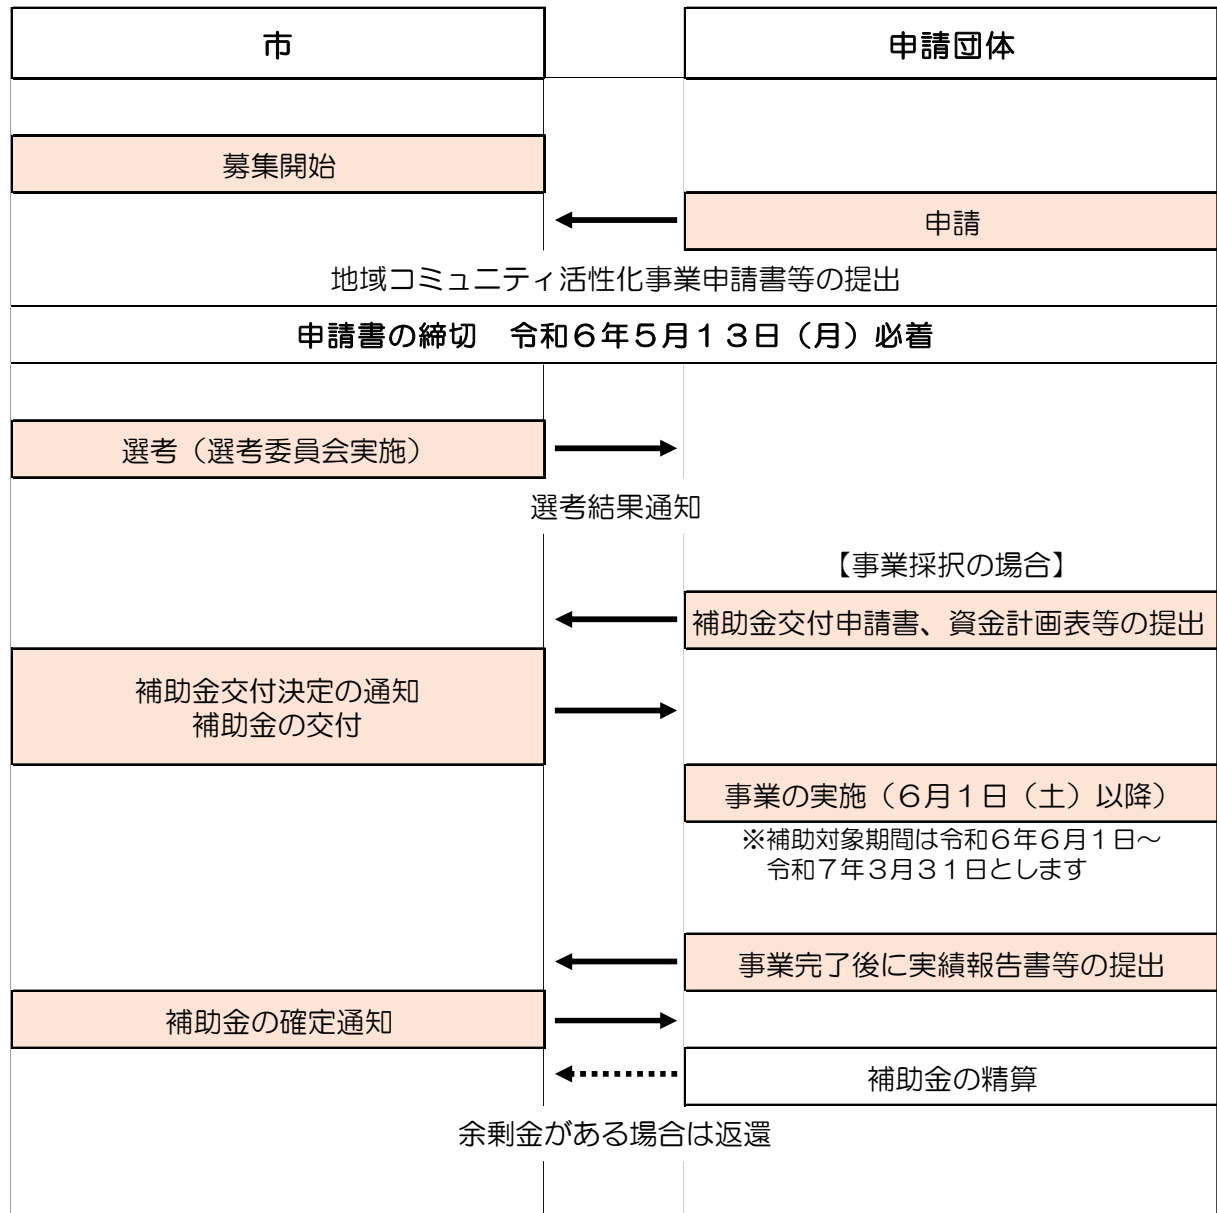 市
申請団体
募集開始
申請
地域コミュニティ活性化事業申請書等の提出
申請書の締切　令和６年５月１３日（月）必着
選考（選考委員会実施）
選考結果通知
【事業採択の場合】
補助金交付申請書、資金計画表等の提出
補助金交付決定の通知
補助金の交付
事業の実施（６月１日（土）以降）
※補助対象期間は令和６年６月１日～
令和７年３月３１日とします
事業完了後に実績報告書等の提出
補助金の確定通知
補助金の精算
余剰金がある場合は返還